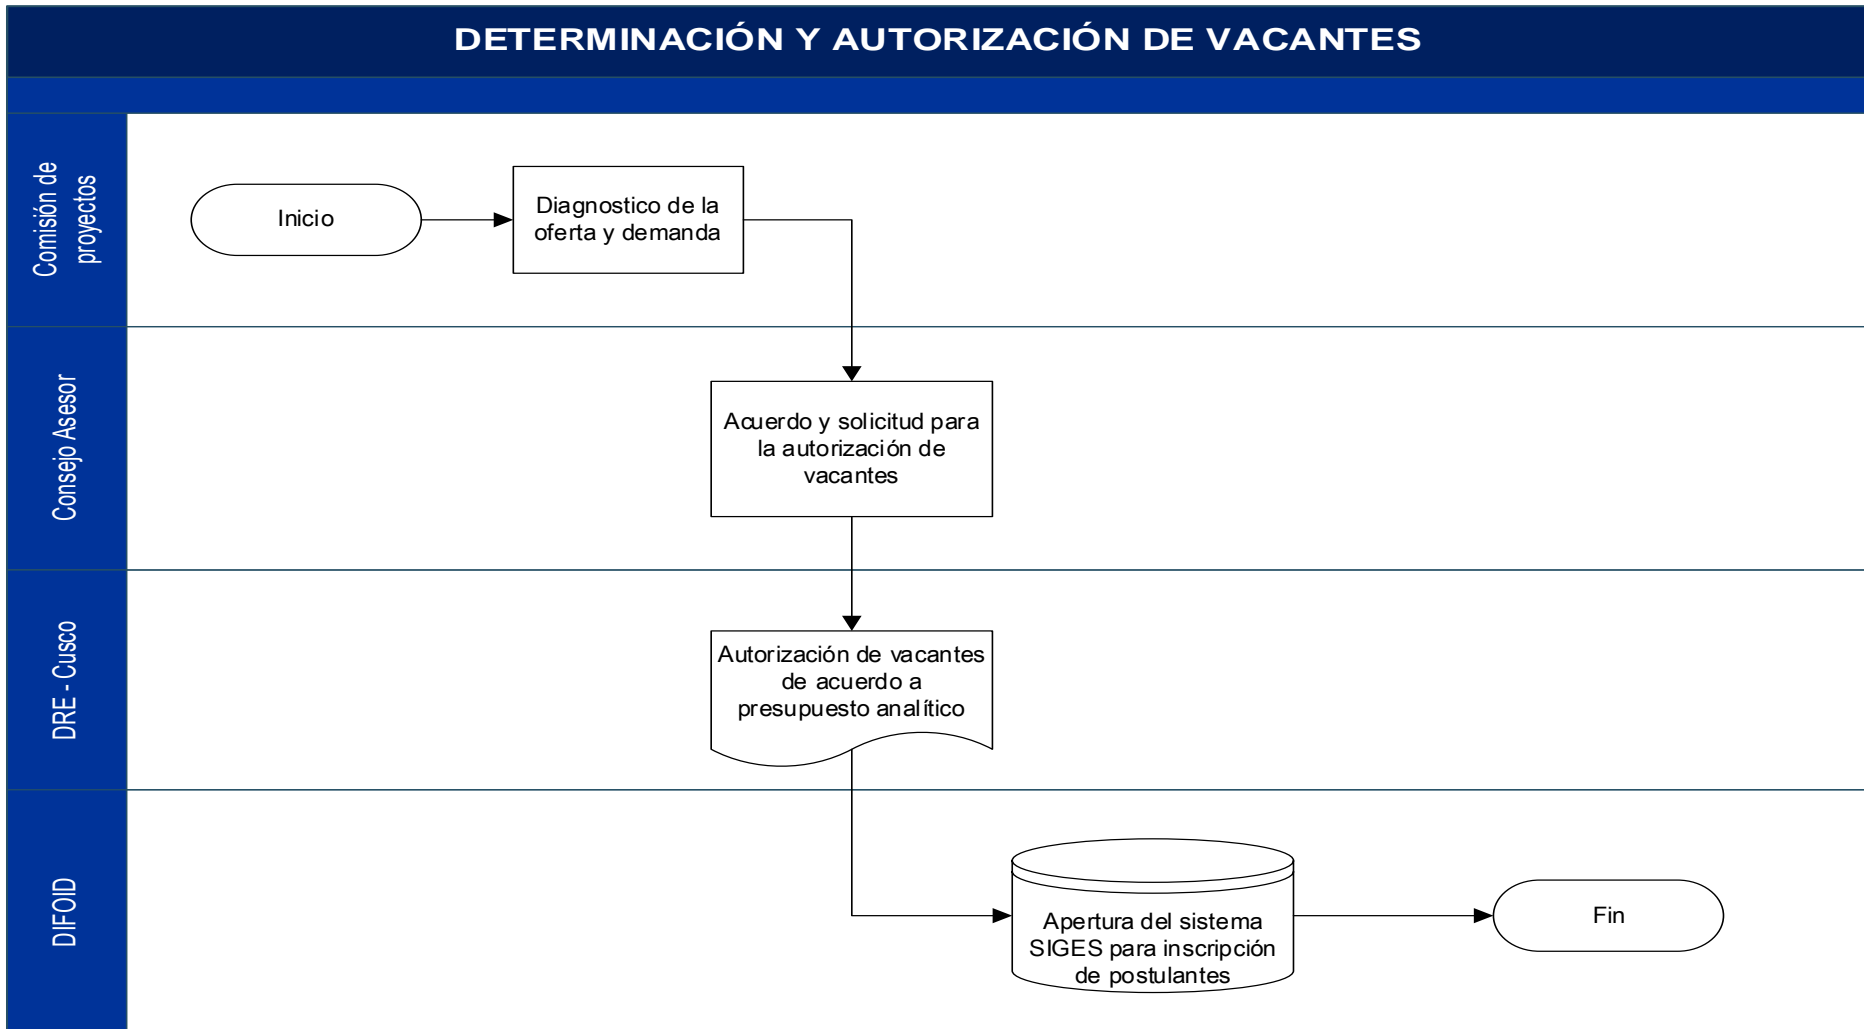 DETERMINACIÓN Y AUTORIZACIÓN DE VACANTES
Comisión de
proyectos
Inicio
Diagnostico de la
oferta y demanda
Consejo Asesor
Acuerdo y solicitud para
la autorización de
vacantes
DRE - Cusco
Autorización de vacantes
de acuerdo a
presupuesto analítico
DIFOID
Apertura del sistema
SIGES para inscripción
de postulantes
Fin